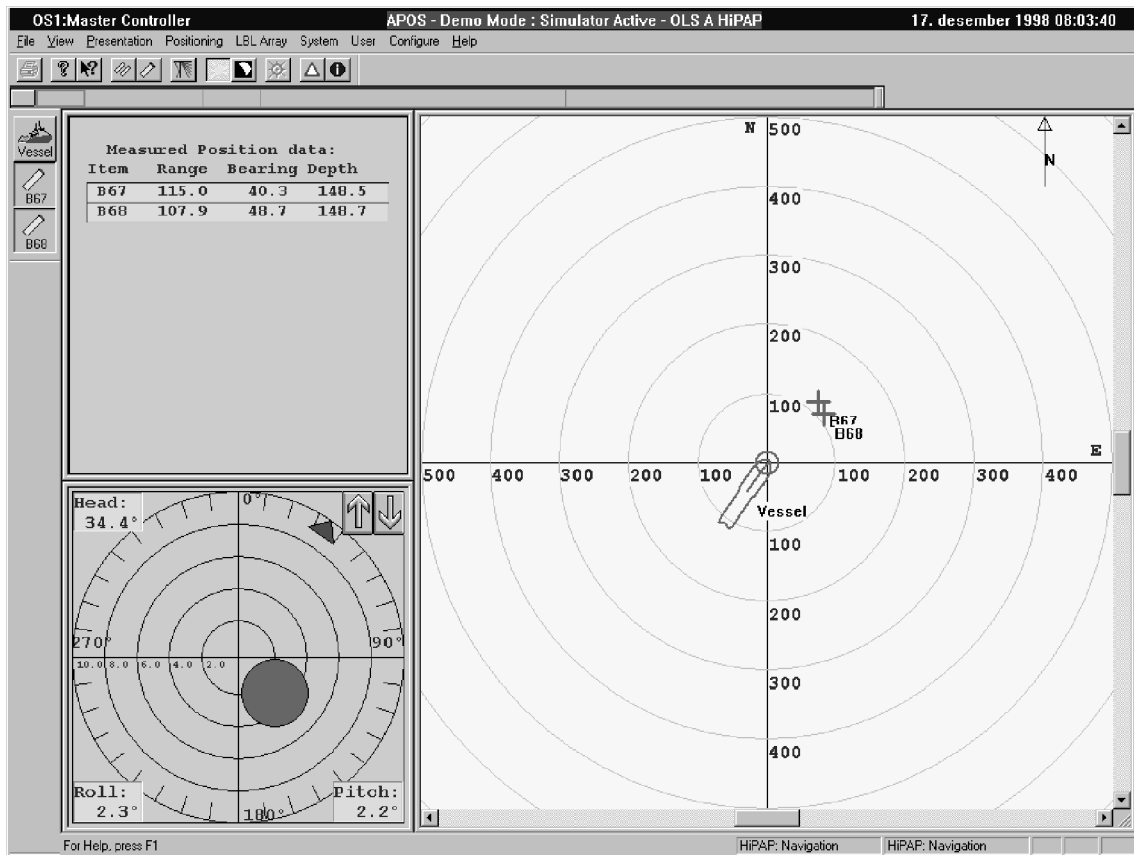 OS1:Master Controller APOS - Demo Mode : Simulator Active - OLS A HiPAP 17. desember 1998 08:03:40
File View Presentation Positioning LBL Array System User Configure Help
Vessel
B67
B68
Measured Position data:
Item Range Bearing Depth
B67 115.0 40.3 148.5
B68 107.9 48.7 148.7
Head:
34.4°
0°
270°
90°
10.0 8.0 6.0 4.0 2.0
Roll:
2.3°
180°
Pitch:
2.2°
N 500
N
400
300
200
100
B67
B68
E
500 400 300 200 100 100 200 300 400
Vessel
100
200
300
400
For Help, press F1 HiPAP: Navigation HiPAP: Navigation